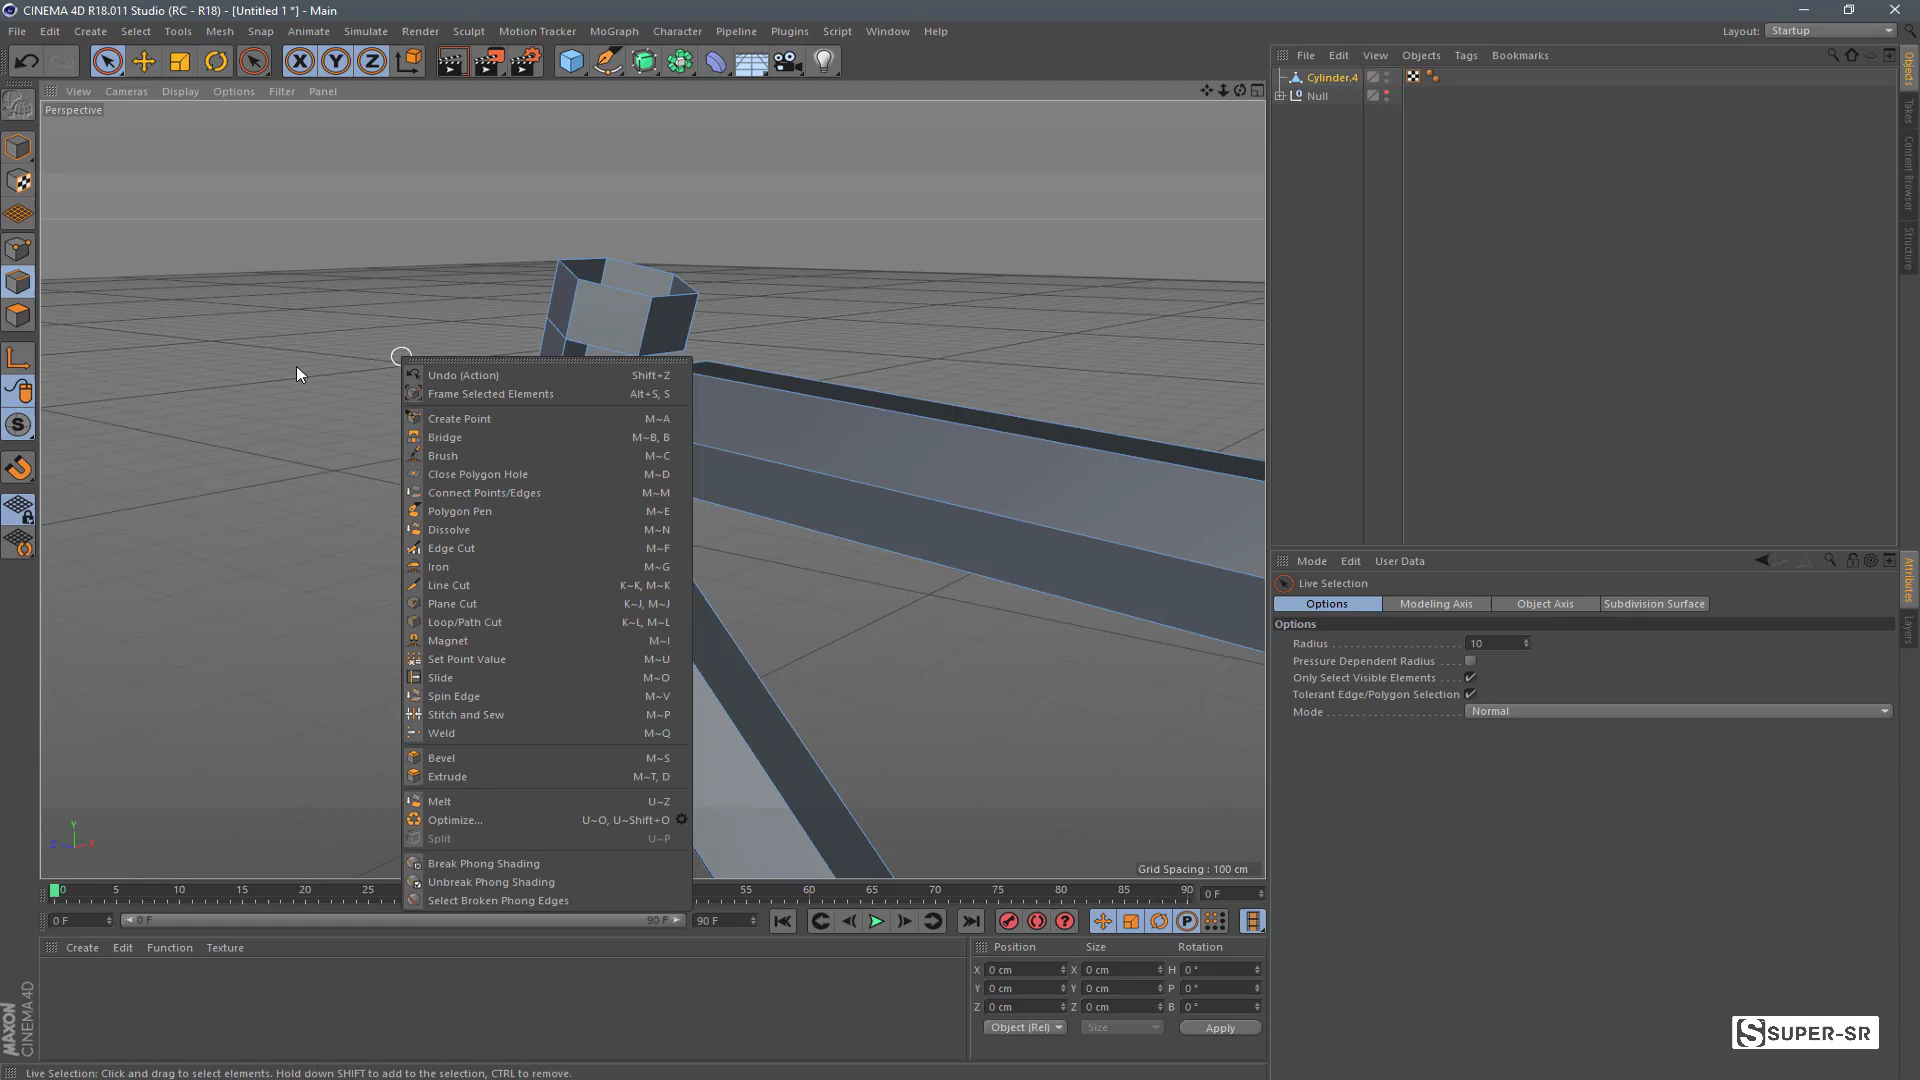 CINEMA 4D R18.011 Studio (RC - R18) - [Untitled 1 *] - Main
File Edit Create Select Tools Mesh Snap Animate Simulate Render Sculpt Motion Tracker MoGraph Character Pipeline Plugins Script Window Help
Layout: Startup
View Cameras Display Options Filter Panel
Perspective
File Edit View Objects Tags Bookmarks
Cylinder.4
Null
Objects
Takes
Content Browser
Structure
Undo (Action) Shift+Z
Frame Selected Elements Alt+S, S
Create Point M~A
Bridge M~B, B
Brush M~C
Close Polygon Hole M~D
Connect Points/Edges M~M
Polygon Pen M~E
Dissolve M~N
Edge Cut M~F
Iron M~G
Line Cut K~K, M~K
Plane Cut K~J, M~J
Loop/Path Cut K~L, M~L
Magnet M~I
Set Point Value M~U
Slide M~O
Spin Edge M~V
Stitch and Sew M~P
Weld M~Q
Bevel M~S
Extrude M~T, D
Melt U~Z
Optimize... U~O, U~Shift+O
Split U~P
Break Phong Shading
Unbreak Phong Shading
Select Broken Phong Edges
Mode Edit User Data
Live Selection
Options Modeling Axis Object Axis Subdivision Surface
Options
Radius 10
Pressure Dependent Radius
Only Select Visible Elements
Tolerant Edge/Polygon Selection
Mode Normal
Attributes
Layers
Y
Z X
Grid Spacing : 100 cm
0 5 10 15 20 25 55 60 65 70 75 80 85 90 0 F
0 F 0 F 90 F 90 F
P
Create Edit Function Texture
Position Size Rotation
X 0 cm X 0 cm H 0 °
Y 0 cm Y 0 cm P 0 °
Z 0 cm Z 0 cm B 0 °
Object (Rel) Size Apply
MAXON
CINEMA 4D
SUPER-SR
Live Selection: Click and drag to select elements. Hold down SHIFT to add to the selection, CTRL to remove.